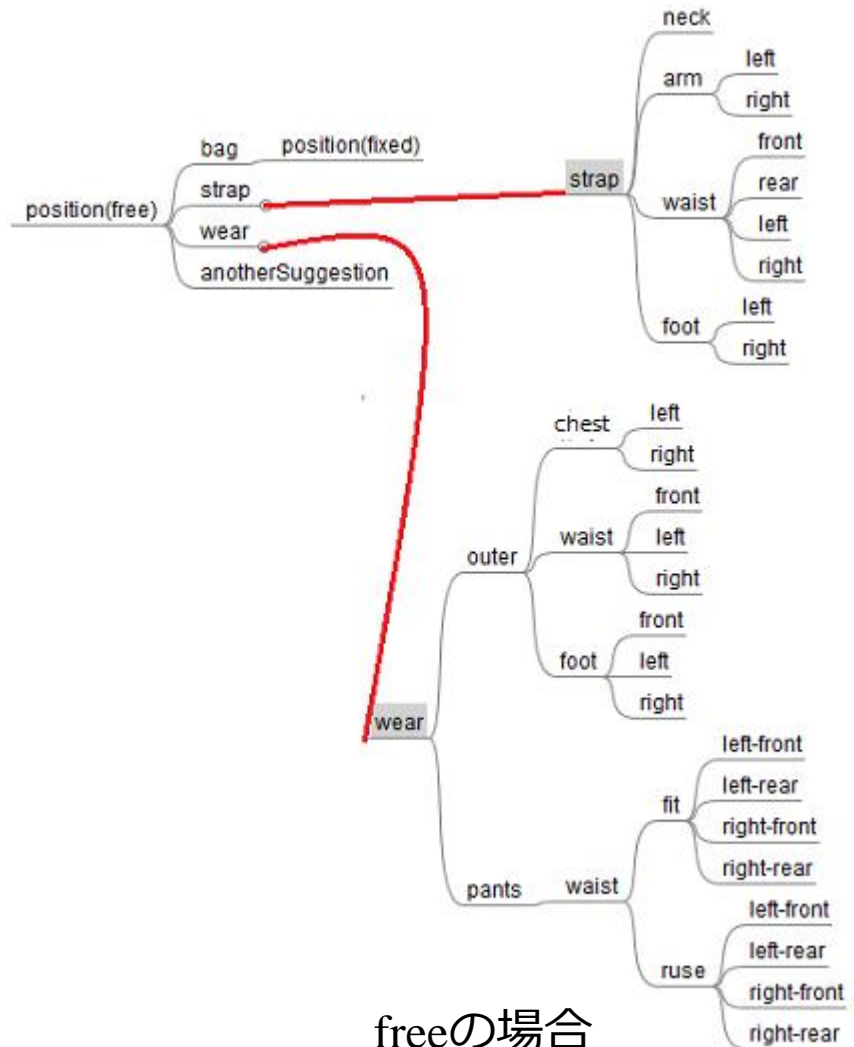 position(free)
bag
position(fixed)
strap
wear
anotherSuggestion
strap
neck
arm
left
right
waist
front
rear
left
right
foot
left
right
wear
outer
chest
left
right
waist
front
left
right
foot
front
left
right
pants
waist
fit
left-front
left-rear
right-front
right-rear
ruse
left-front
left-rear
right-front
right-rear
freeの場合